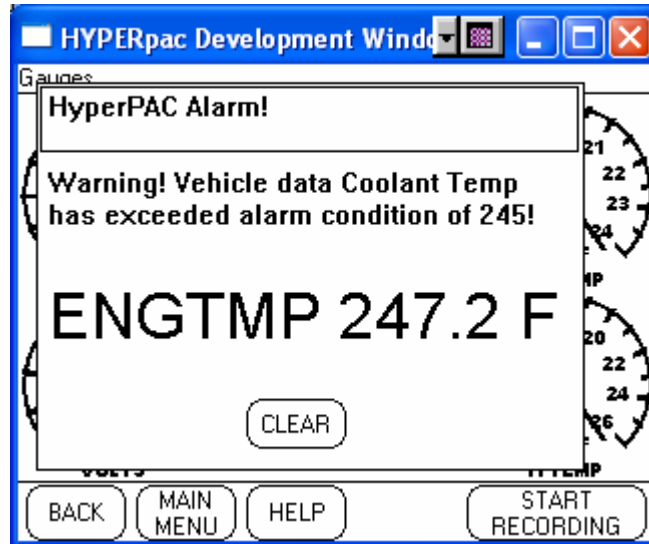 HYPERpac Development Windo
Gauges
HyperPAC Alarm!
Warning! Vehicle data Coolant Temp
has exceeded alarm condition of 245!
ENGTMP 247.2 F
CLEAR
21
22
23
24
20
22
24
26
VOLTS
BACK
MAIN
MENU
HELP
START
RECORDING